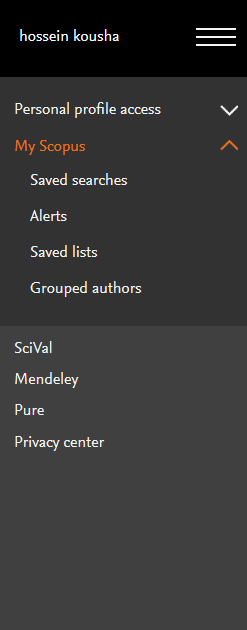 hossein kousha
Personal profile access
My Scopus
Saved searches
Alerts
Saved lists
Grouped authors
SciVal
Mendeley
Pure
Privacy center